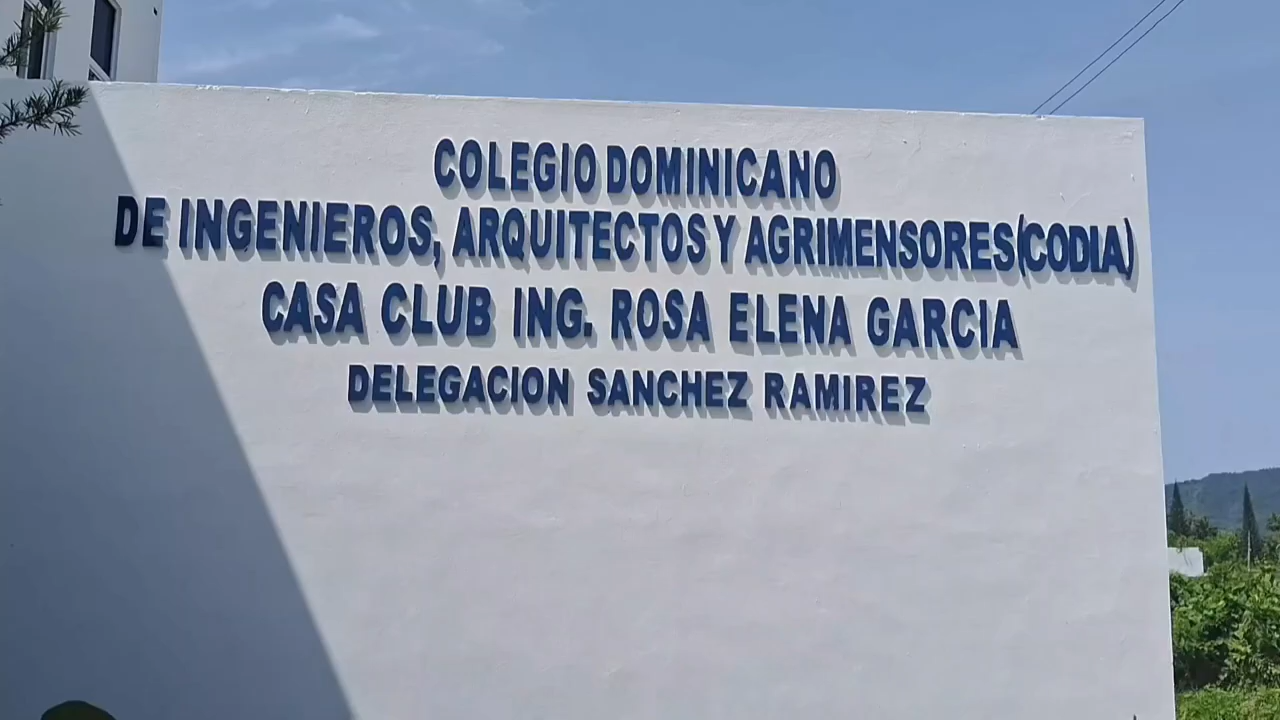 COLEGIO DOMINICANO
DE INGENIEROS, ARQUITECTOS Y AGRIMENSORES(CODIA)
CASA CLUB ING. ROSA ELENA GARCIA
DELEGACION SANCHEZ RAMIREZ